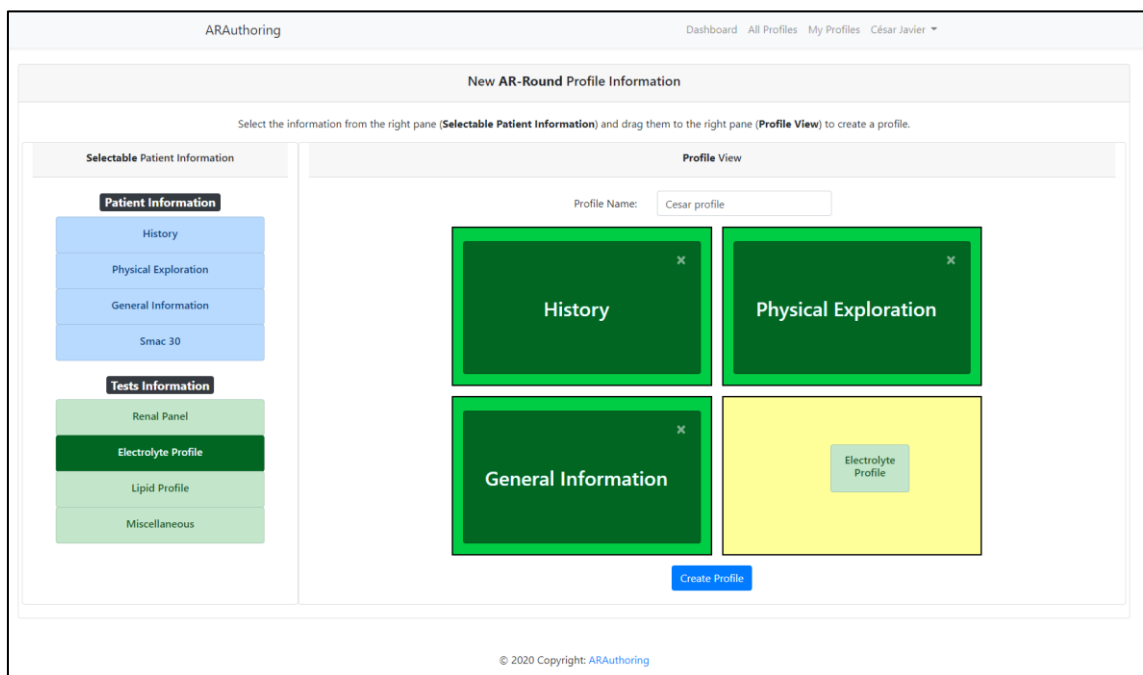 ARAuthoring
Dashboard All Profiles My Profiles César Javier
New AR-Round Profile Information
Select the information from the right pane (Selectable Patient Information) and drag them to the right pane (Profile View) to create a profile.
Selectable Patient Information
Patient Information
History
Physical Exploration
General Information
Smac 30
Tests Information
Renal Panel
Electrolyte Profile
Lipid Profile
Miscellaneous
Profile View
Profile Name: Cesar profile
×
History
×
Physical Exploration
×
General Information
Electrolyte
Profile
Create Profile
© 2020 Copyright: ARAuthoring